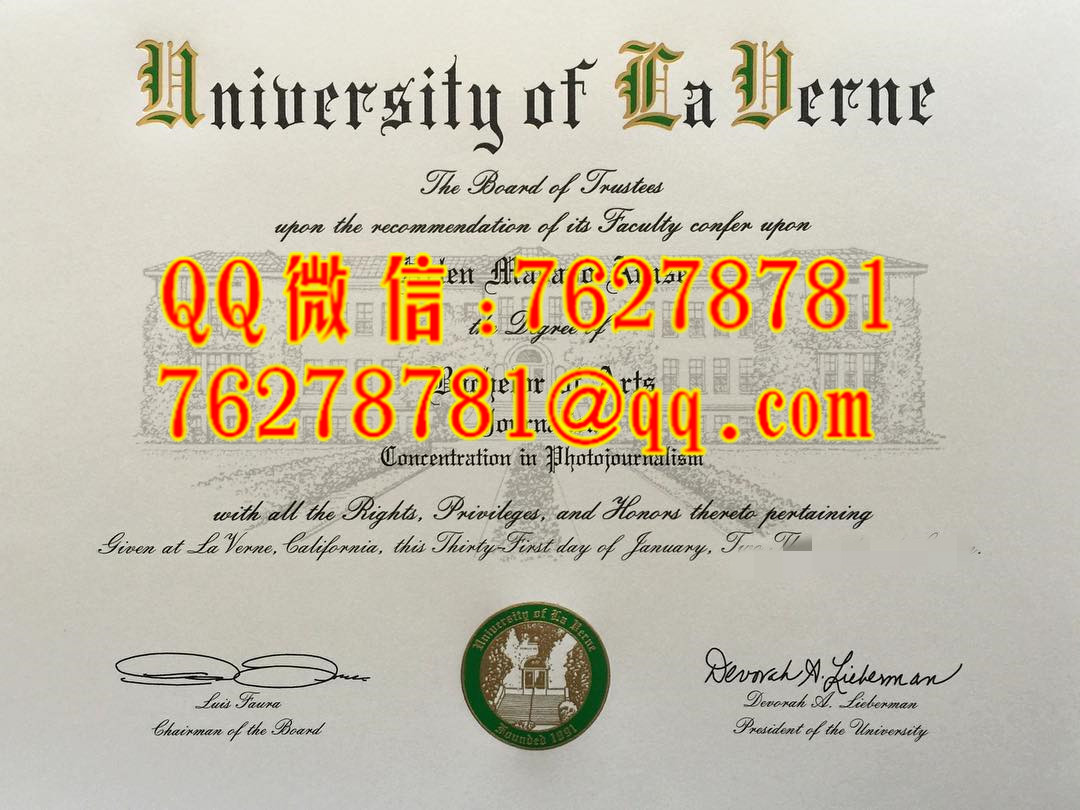 University of La Verne
The Board of Trustees
upon the recommendation of its Faculty confer upon
QQ微信:76278781
the Degree of
Bachelor of Arts
76278781@qq.com
Concentration in Photojournalism
with all the Rights, Privileges, and Honors thereto pertaining
Given at La Verne, California, this Thirty-First day of January,
University of La Verne
Founded 1891
Devorah A. Lieberman
Luis Faura
Devorah A. Lieberman
Chairman of the Board
President of the University